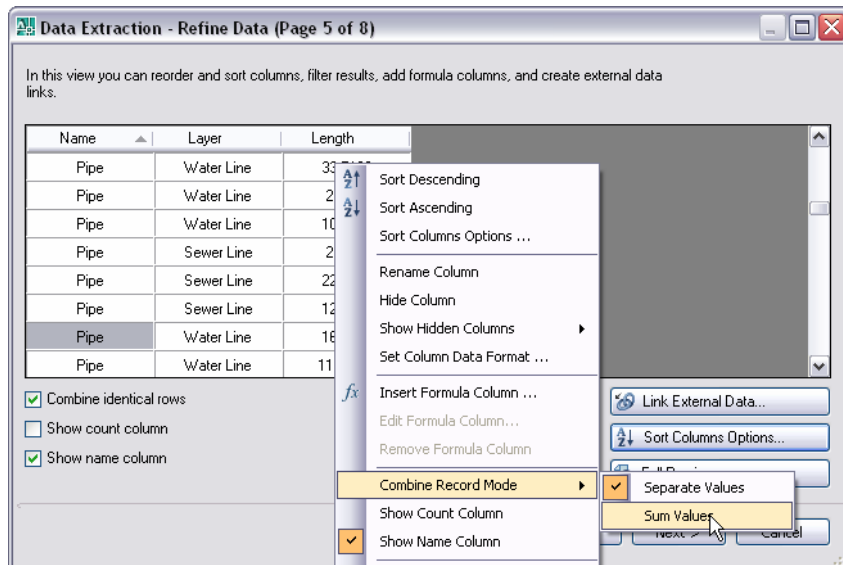 Data Extraction - Refine Data (Page 5 of 8)
In this view you can reorder and sort columns, filter results, add formula columns, and create external data
links.
Name Layer Length
Pipe Water Line
Pipe Water Line
Pipe Water Line
Pipe Sewer Line
Pipe Sewer Line
Pipe Sewer Line
Pipe Water Line
Pipe Water Line
Combine identical rows
Show count column
Show name column
Sort Descending
Sort Ascending
Sort Columns Options ...
Rename Column
Hide Column
Show Hidden Columns
Set Column Data Format ...
Insert Formula Column ...
Edit Formula Column...
Remove Formula Column
Combine Record Mode
Show Count Column
Show Name Column
Link External Data...
Sort Columns Options...
Separate Values
Sum Values
Next >
Cancel